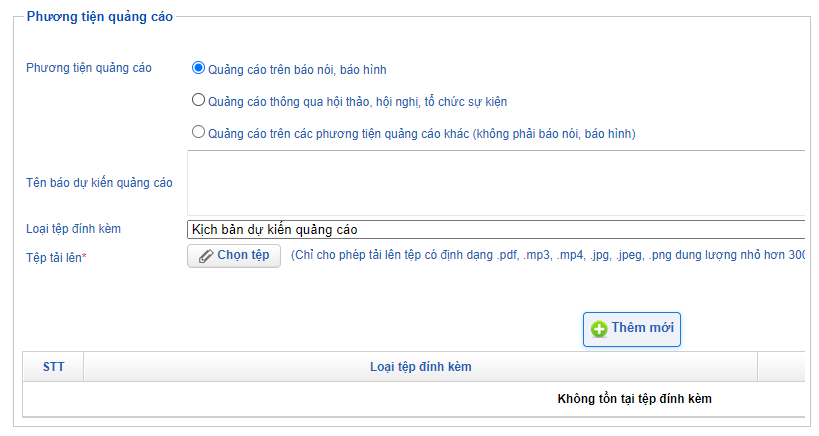 Phương tiện quảng cáo
Phương tiện quảng cáo
Quảng cáo trên báo nói, báo hình
Quảng cáo thông qua hội thảo, hội nghị, tổ chức sự kiện
Quảng cáo trên các phương tiện quảng cáo khác (không phải báo nói, báo hình)
Tên báo dự kiến quảng cáo
Loại tệp đính kèm
Kịch bản dự kiến quảng cáo
Tệp tải lên*
Chọn tệp
(Chỉ cho phép tải lên tệp có định dạng .pdf, .mp3, .mp4, .jpg, .jpeg, .png dung lượng nhỏ hơn 300
Thêm mới
STT
Loại tệp đính kèm
Không tồn tại tệp đính kèm